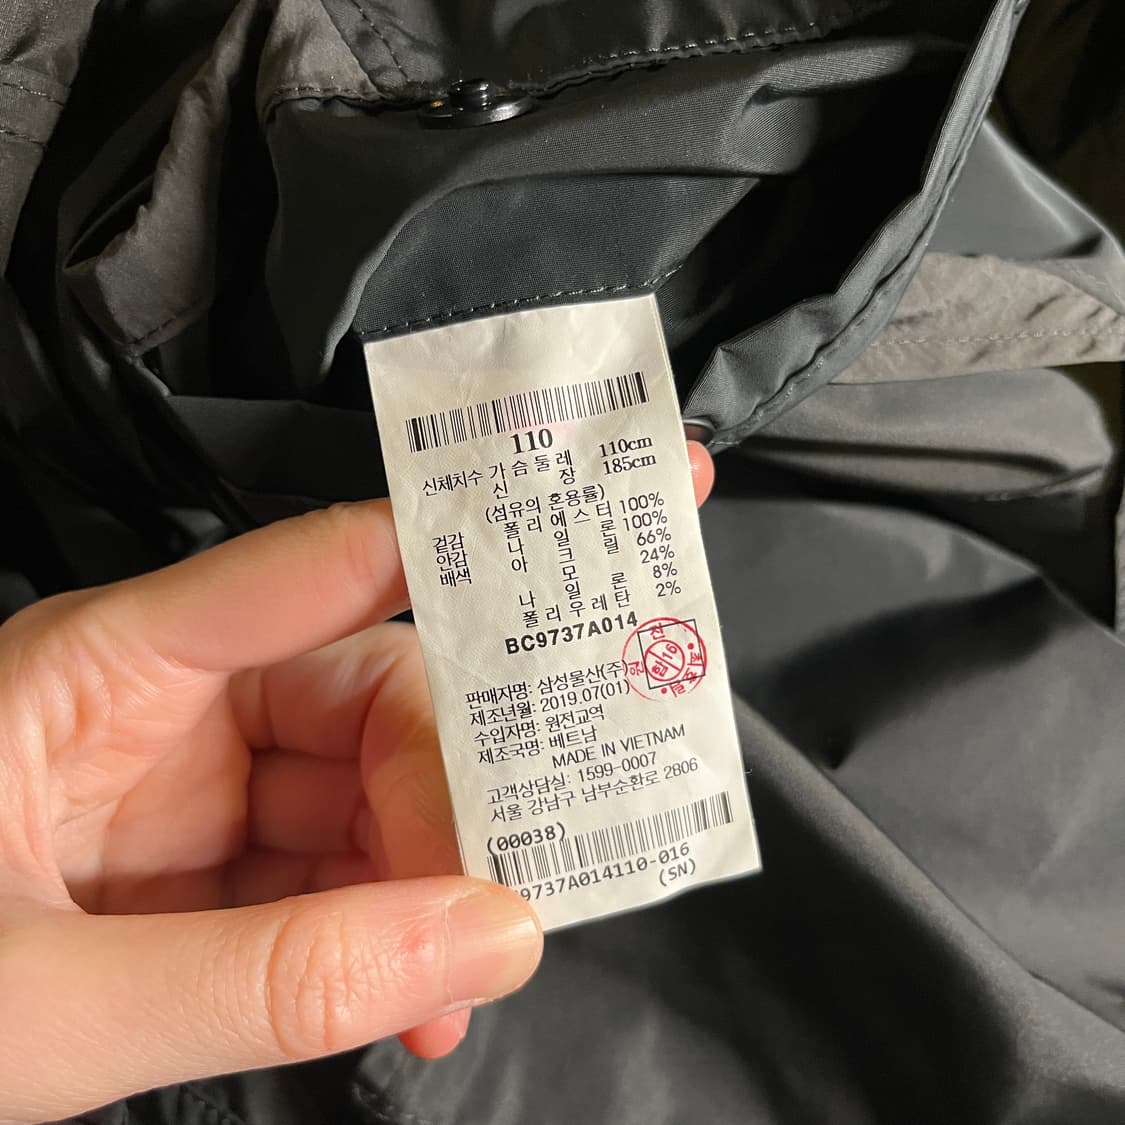 110
신체치수 가슴둘레 110cm
신장 185cm
(섬유의 혼용률)
겉감 폴리에스터 100%
안감 나일론 100%
배색 아크릴 66%
모 24%
나일론 8%
폴리우레탄 2%
BC9737A014
판매자명: 삼성물산(주)
제조년월: 2019.07(01)
수입자명: 원전교역
제조국명: 베트남
MADE IN VIETNAM
고객상담실: 1599-0007
서울 강남구 남부순환로 2806
(00038)
9737A014110-016
(SN)